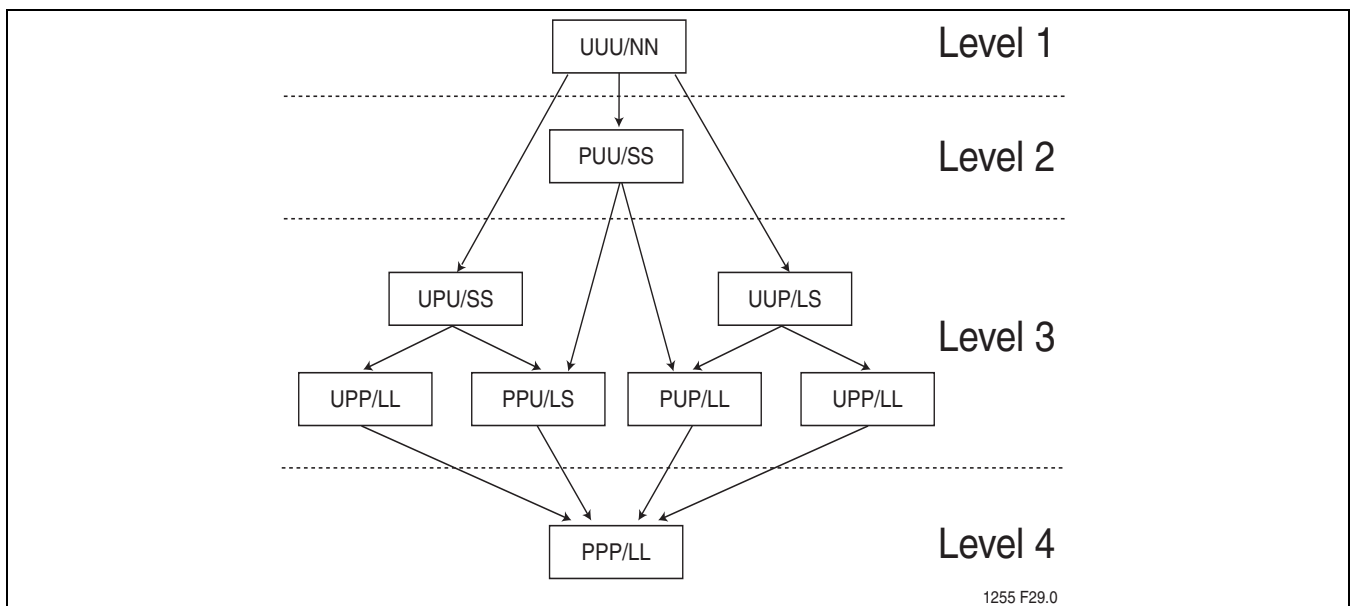 UUU/NN
Level 1
PUU/SS
Level 2
UPU/SS
UUP/LS
Level 3
UPP/LL
PPU/LS
PUP/LL
UPP/LL
PPP/LL
Level 4
1255 F29.0